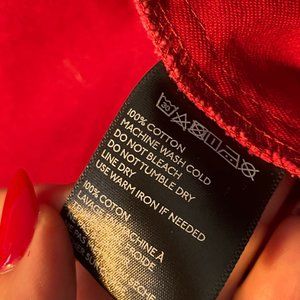 100% COTTON
MACHINE WASH COLD
DO NOT BLEACH
DO NOT TUMBLE DRY
LINE DRY
USE WARM IRON IF NEEDED
100% COTON
LAVAGE MACHINE À